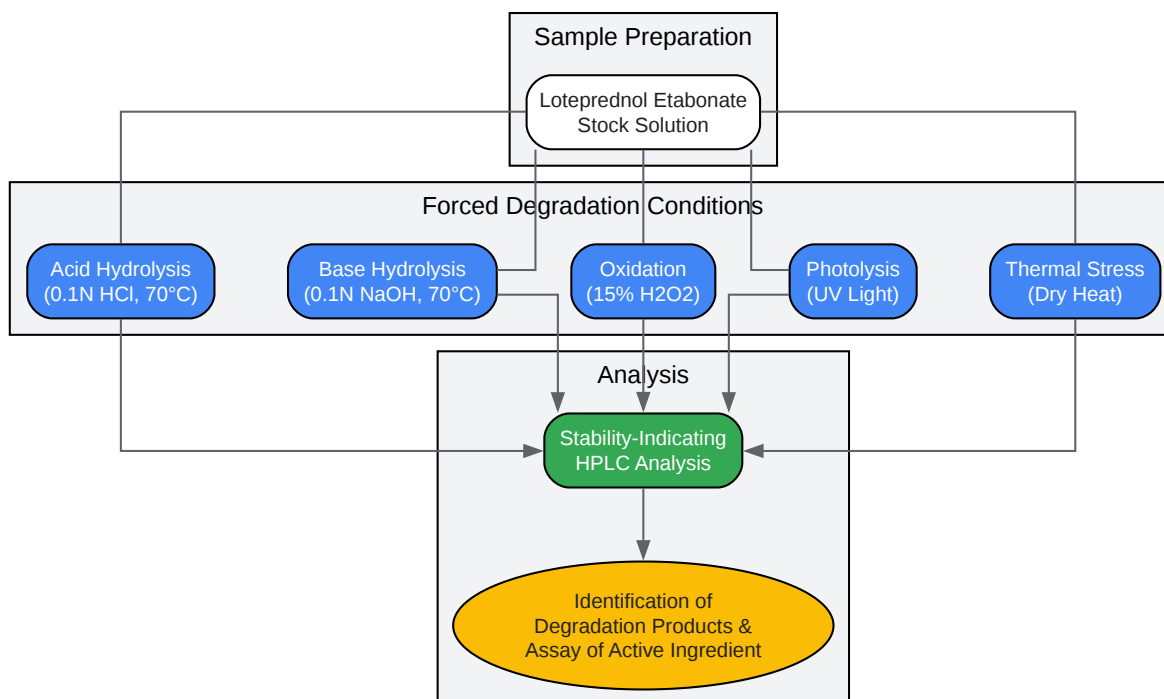 Sample Preparation
Loteprednol Etabonate
Stock Solution
Forced Degradation Conditions
Acid Hydrolysis
(0.1N HCl, 70°C)
Base Hydrolysis
(0.1N NaOH, 70°C)
Oxidation
(15% H2O2)
Photolysis
(UV Light)
Thermal Stress
(Dry Heat)
Analysis
Stability-Indicating
HPLC Analysis
Identification of
Degradation Products &
Assay of Active Ingredient